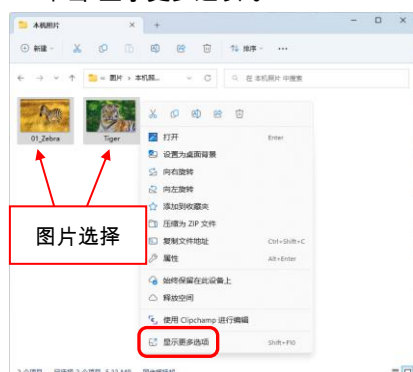 本机照片
新建
排序
图片 › 本机照...
在 本机照片 中搜索
01_Zebra
Tiger
打开 Enter
设置为桌面背景
向右旋转
向左旋转
添加到收藏夹
压缩为 ZIP 文件
复制文件地址 Ctrl+Shift+C
属性 Alt+Enter
始终保留在此设备上
释放空间
使用 Clipchamp 进行编辑
显示更多选项 Shift+F10
图片选择